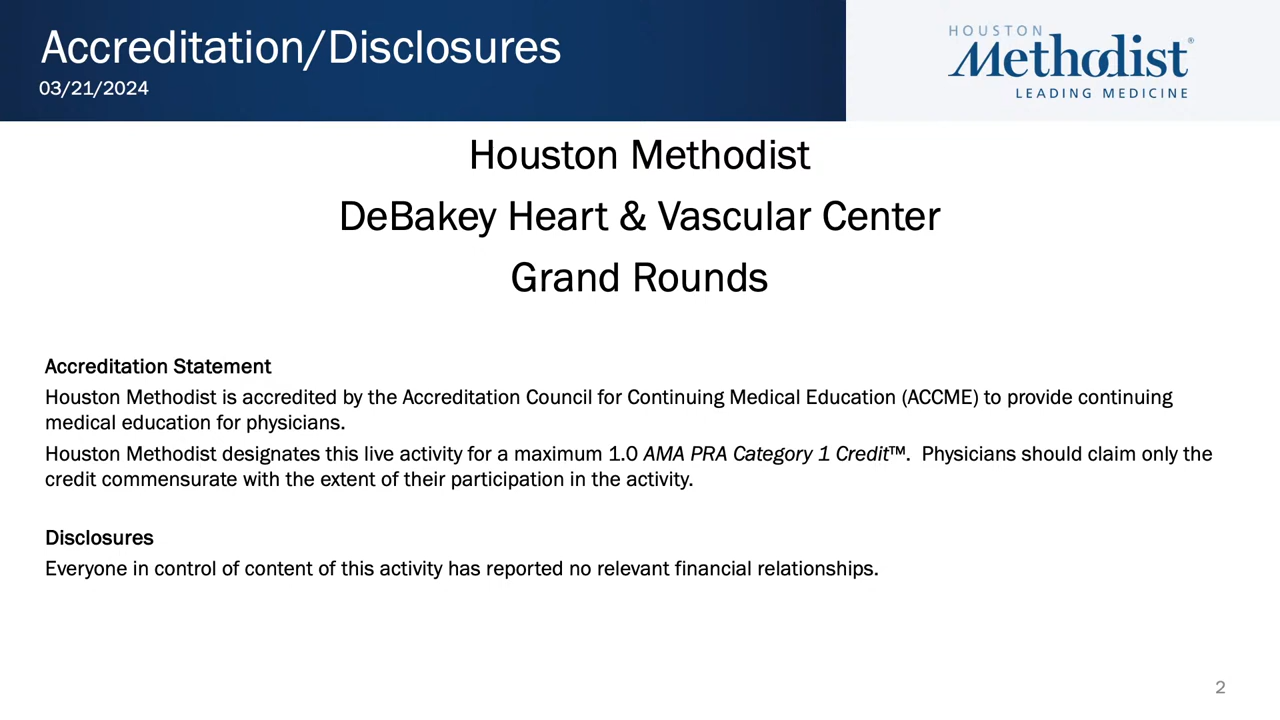 Accreditation/Disclosures
03/21/2024
HOUSTON
Methodist®
LEADING MEDICINE
Houston Methodist
DeBakey Heart & Vascular Center
Grand Rounds
Accreditation Statement
Houston Methodist is accredited by the Accreditation Council for Continuing Medical Education (ACCME) to provide continuing
medical education for physicians.
Houston Methodist designates this live activity for a maximum 1.0 AMA PRA Category 1 Credit™.  Physicians should claim only the
credit commensurate with the extent of their participation in the activity.
Disclosures
Everyone in control of content of this activity has reported no relevant financial relationships.
2